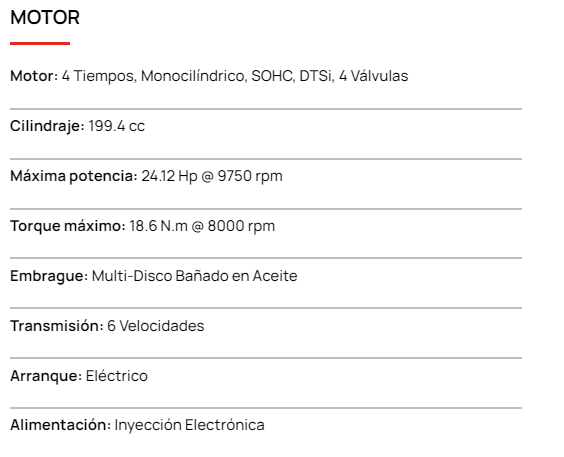 MOTOR
Motor: 4 Tiempos, Monocilíndrico, SOHC, DTSi, 4 Válvulas
Cilindraje: 199.4 cc
Máxima potencia: 24.12 Hp @ 9750 rpm
Torque máximo: 18.6 N.m @ 8000 rpm
Embrague: Multi-Disco Bañado en Aceite
Transmisión: 6 Velocidades
Arranque: Eléctrico
Alimentación: Inyección Electrónica